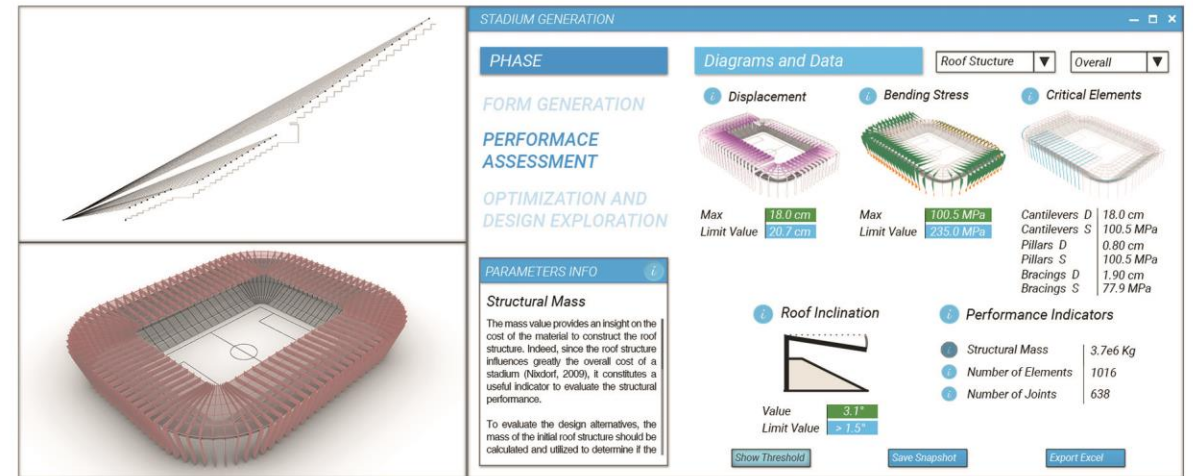 STADIUM GENERATION
PHASE
FORM GENERATION
PERFORMACE
ASSESSMENT
OPTIMIZATION AND
DESIGN EXPLORATION
PARAMETERS INFO i
Structural Mass
The mass value provides an insight on the
cost of the material to construct the roof
structure. Indeed, since the roof structure
influences greatly the overall cost of a
stadium (Nixdorf, 2009), it constitutes a
useful indicator to evaluate the structural
performance.
To evaluate the design alternatives, the
mass of the initial roof structure should be
calculated and utilized to determine if the
Diagrams and Data
Roof Stucture
Overall
i Displacement
Max 18.0 cm
Limit Value 20.7 cm
i Bending Stress
Max 100.5 MPa
Limit Value 235.0 MPa
i Critical Elements
Cantilevers D 18.0 cm
Cantilevers S 100.5 MPa
Pillars D 0.80 cm
Pillars S 100.5 MPa
Bracings D 1.90 cm
Bracings S 77.9 MPa
i Roof Inclination
Value 3.1°
Limit Value > 1.5°
i Performance Indicators
i Structural Mass 3.7e6 Kg
i Number of Elements 1016
i Number of Joints 638
Show Threshold
Save Snapshot
Export Excel